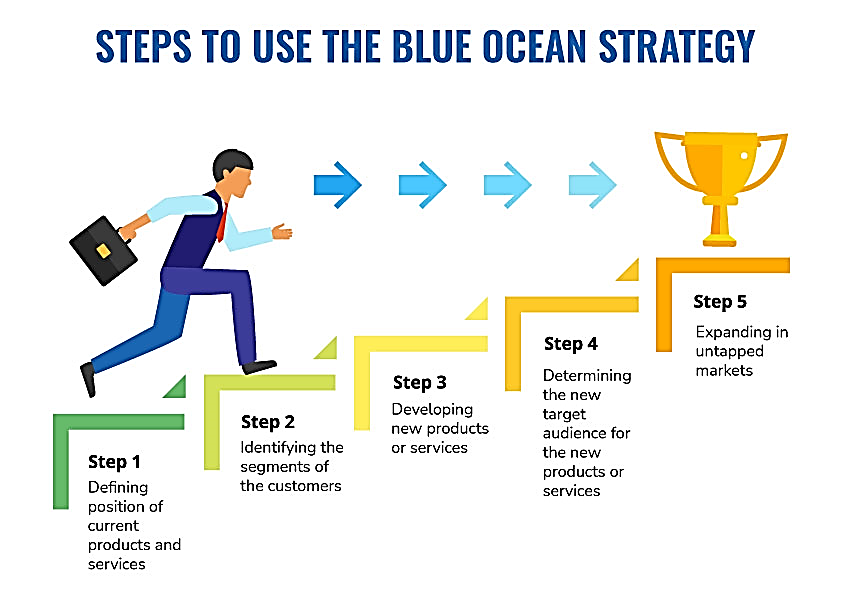 STEPS TO USE THE BLUE OCEAN STRATEGY
Step 1
Defining
position of
current
products and
services
Step 2
Identifying the
segments of
the customers
Step 3
Developing
new products
or services
Step 4
Determining
the new
target
audience for
the new
products or
services
Step 5
Expanding in
untapped
markets